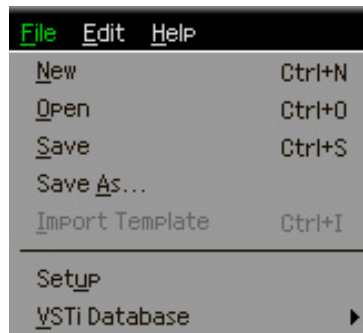 File Edit Help
New Ctrl+N
Open Ctrl+O
Save Ctrl+S
Save As...
Import Template Ctrl+I
Setup
VSTi Database